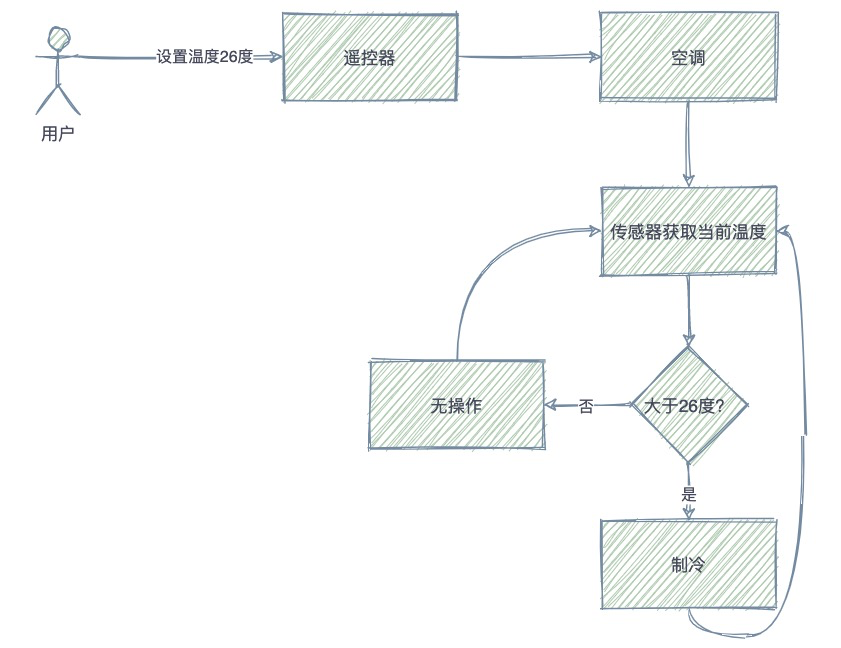 设置温度26度
遥控器
空调
用户
传感器获取当前温度
无操作
否
大于26度？
是
制冷